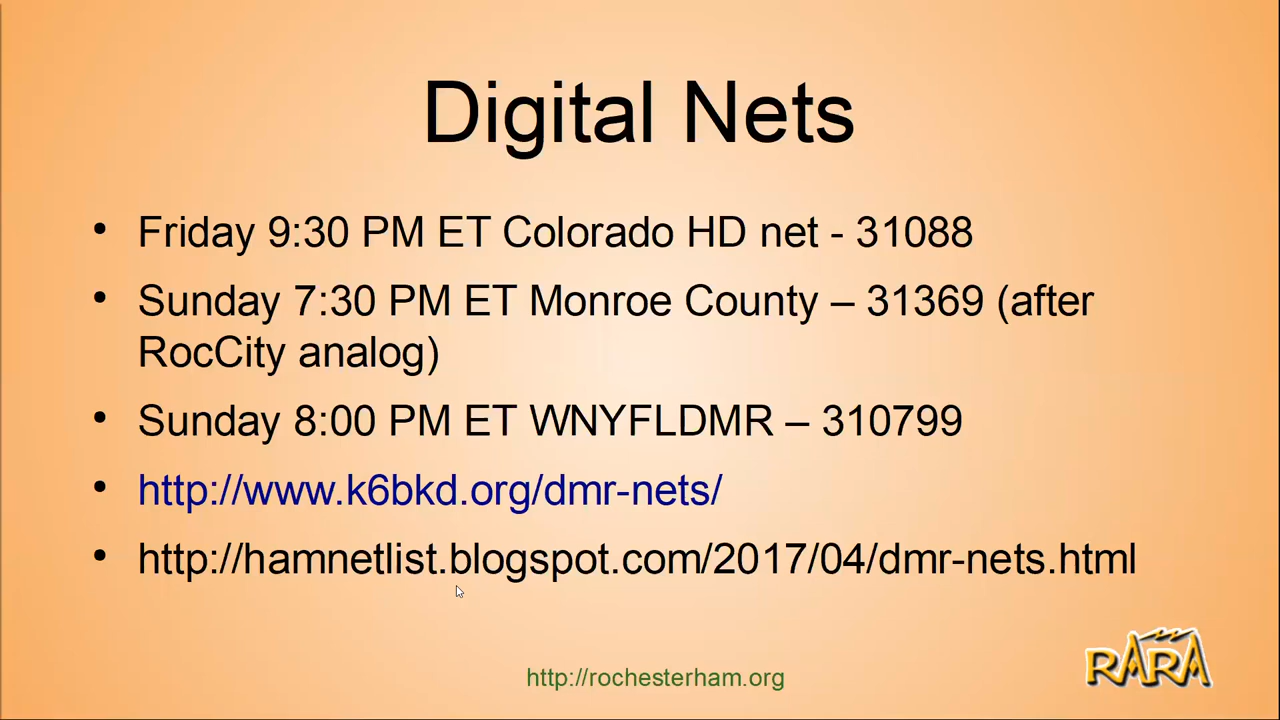 Digital Nets
• Friday 9:30 PM ET Colorado HD net - 31088
• Sunday 7:30 PM ET Monroe County – 31369 (after
RocCity analog)
• Sunday 8:00 PM ET WNYFLDMR – 310799
• http://www.k6bkd.org/dmr-nets/
• http://hamnetlist.blogspot.com/2017/04/dmr-nets.html
http://rochesterham.org
RARA